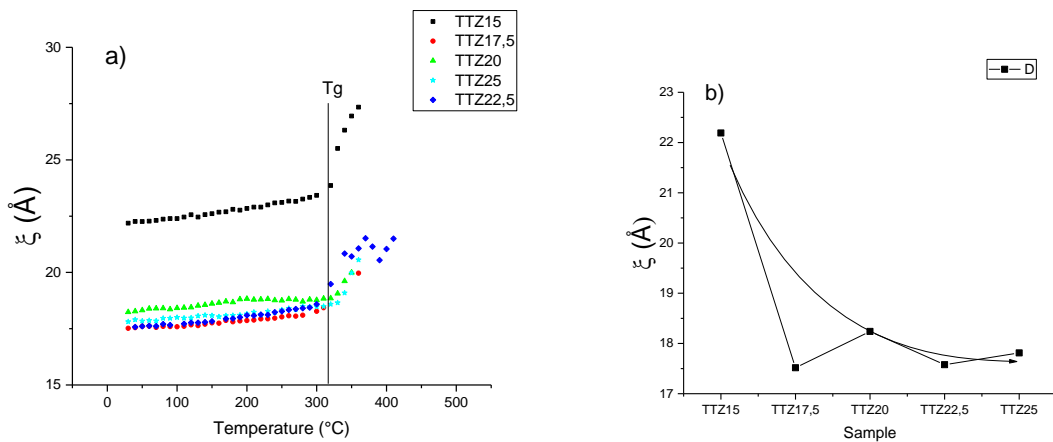 TTZ15
TTZ17,5
TTZ20
TTZ25
TTZ22,5
a)
Tg
30
25
20
15
ξ (Å)
0 100 200 300 400 500
Temperature (°C)
D
b)
23
22
21
20
19
18
17
ξ (Å)
TTZ15 TTZ17,5 TTZ20 TTZ22,5 TTZ25
Sample